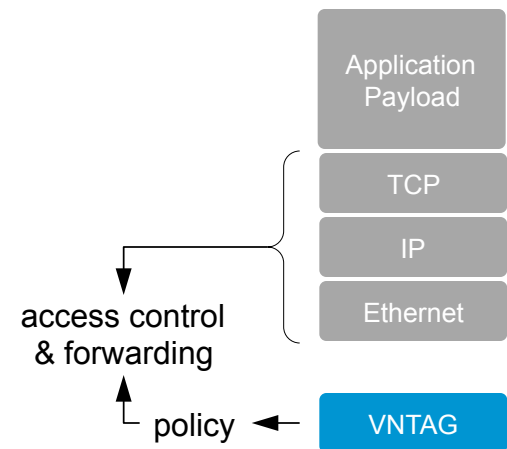 Application
Payload
TCP
IP
Ethernet
access control
& forwarding
policy
VNTAG